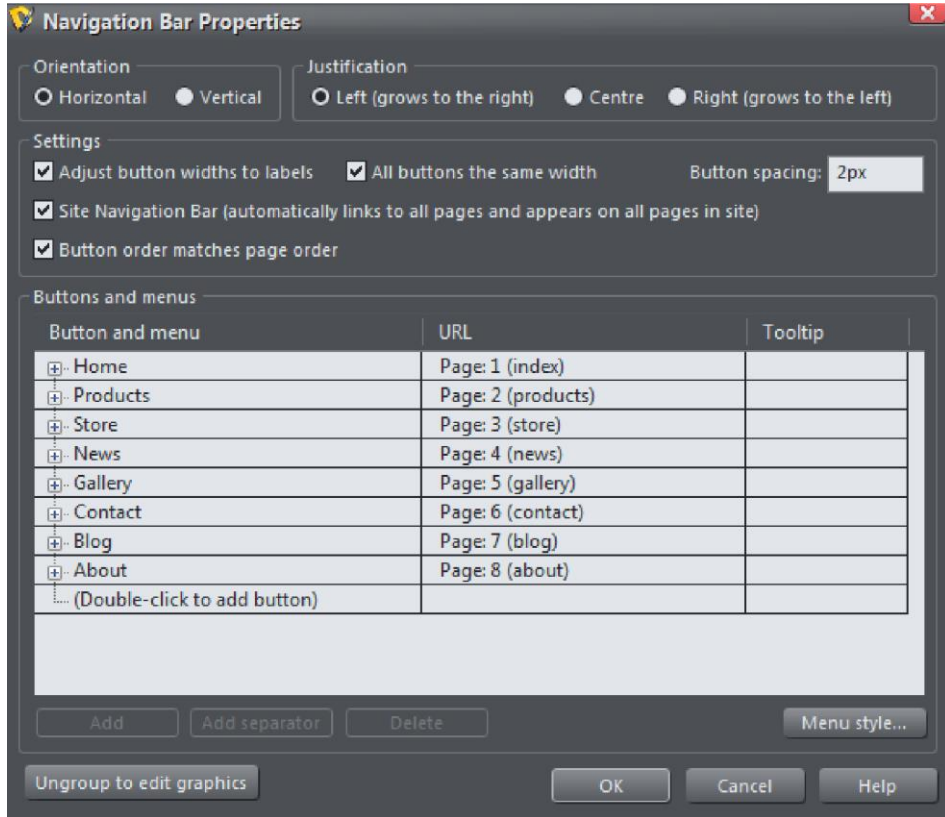 Navigation Bar Properties
Orientation
Horizontal Vertical
Justification
Left (grows to the right) Centre Right (grows to the left)
Settings
Adjust button widths to labels All buttons the same width Button spacing: 2px
Site Navigation Bar (automatically links to all pages and appears on all pages in site)
Button order matches page order
Buttons and menus
Button and menu URL Tooltip
Home Page: 1 (index)
Products Page: 2 (products)
Store Page: 3 (store)
News Page: 4 (news)
Gallery Page: 5 (gallery)
Contact Page: 6 (contact)
Blog Page: 7 (blog)
About Page: 8 (about)
(Double-click to add button)
Add Add separator Delete Menu style...
Ungroup to edit graphics OK Cancel Help